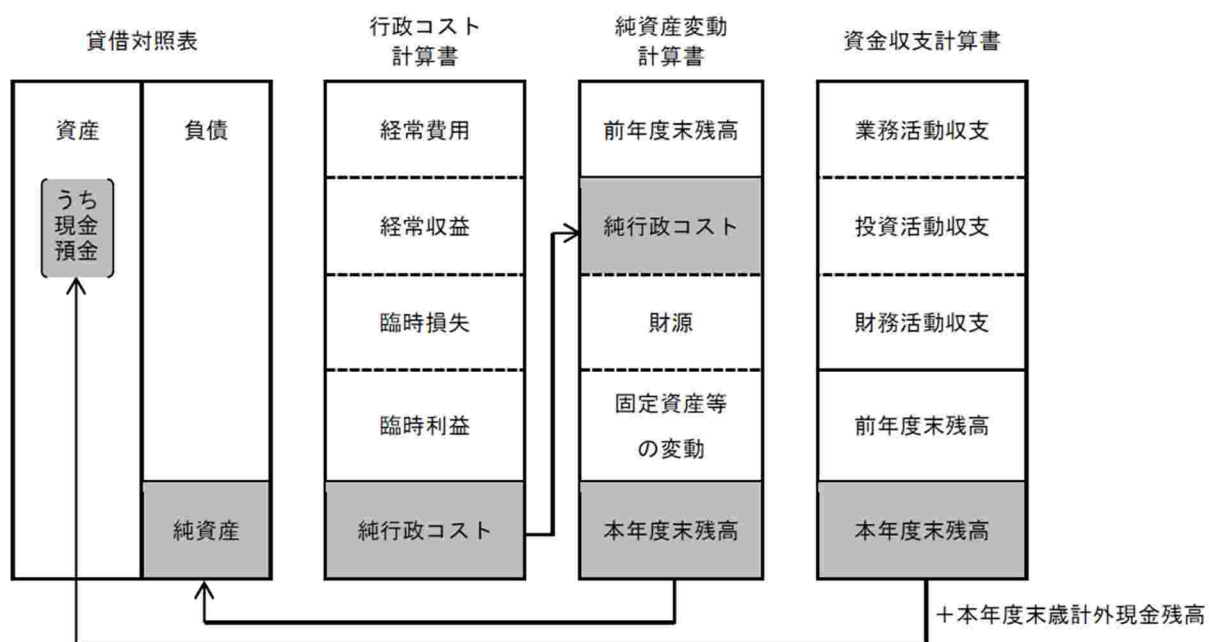 貸借対照表
資産
うち
現金
預金
負債
純資産
行政コスト
計算書
経常費用
経常収益
臨時損失
臨時利益
純行政コスト
純資産変動
計算書
前年度末残高
純行政コスト
財源
固定資産等
の変動
本年度末残高
資金収支計算書
業務活動収支
投資活動収支
財務活動収支
前年度末残高
本年度末残高
＋本年度末歳計外現金残高